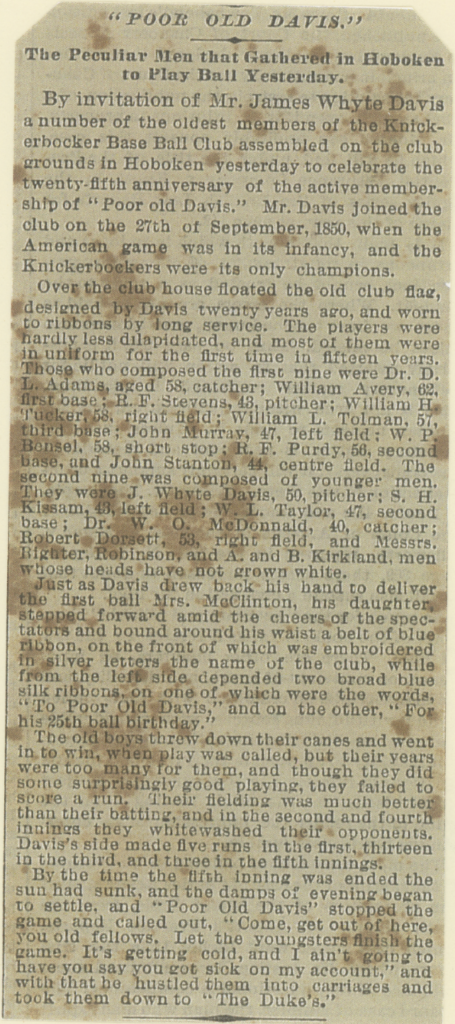 "POOR OLD DAVIS."
The Peculiar Men that Gathered in Hoboken
to Play Ball Yesterday.
By invitation of Mr. James Whyte Davis
a number of the oldest members of the Knick-
erbocker Base Ball Club assembled on the club
grounds in Hoboken yesterday to celebrate the
twenty-fifth anniversary of the active member-
ship of "Poor old Davis." Mr. Davis joined the
club on the 27th of September, 1850, when the
American game was in its infancy, and the
Knickerbockers were its only champions.
Over the club house floated the old club flag,
designed by Davis twenty years ago, and worn
to ribbons by long service. The players were
hardly less dilapidated, and most of them were
in uniform for the first time in fifteen years.
Those who composed the first nine were Dr. D.
L. Adams, aged 58, catcher; William Avery, 62,
first base; R. F. Stevens, 43, pitcher; William H.
Tucker, 58, right field; William L. Tolman, 57,
third base; John Murray, 47, left field; W. P.
Bensel, 58, short stop; R. F. Purdy, 56, second
base, and John Stanton, 44, centre field. The
second nine was composed of younger men.
They were J. Whyte Davis, 50, pitcher; S. H.
Kissam, 43, left field; W. L. Taylor, 47, second
base; Dr. W. O. McDonnald, 40, catcher;
Robert Dorsett, 53, right field, and Messrs.
Righter, Robinson, and A. and B. Kirkland, men
whose heads have not grown white.
Just as Davis drew back his hand to deliver
the first ball Mrs. McClinton, his daughter,
stepped forward amid the cheers of the spec-
tators and bound around his waist a belt of blue
ribbon, on the front of which was embroidered
in silver letters the name of the club, while
from the left side depended two broad blue
silk ribbons, on one of which were the words,
"To Poor Old Davis," and on the other, "For
his 25th ball birthday."
The old boys threw down their canes and went
in to win, when play was called, but their years
were too many for them, and though they did
some surprisingly good playing, they failed to
score a run. Their fielding was much better
than their batting, and in the second and fourth
innings they whitewashed their opponents.
Davis's side made five runs in the first, thirteen
in the third, and three in the fifth innings.
By the time the fifth inning was ended the
sun had sunk, and the damps of evening began
to settle, and "Poor Old Davis" stopped the
game and called out, "Come, get out of here,
you old fellows. Let the youngsters finish the
game. It's getting cold, and I ain't going to
have you say you got sick on my account," and
with that he hustled them into carriages and
took them down to "The Duke's."